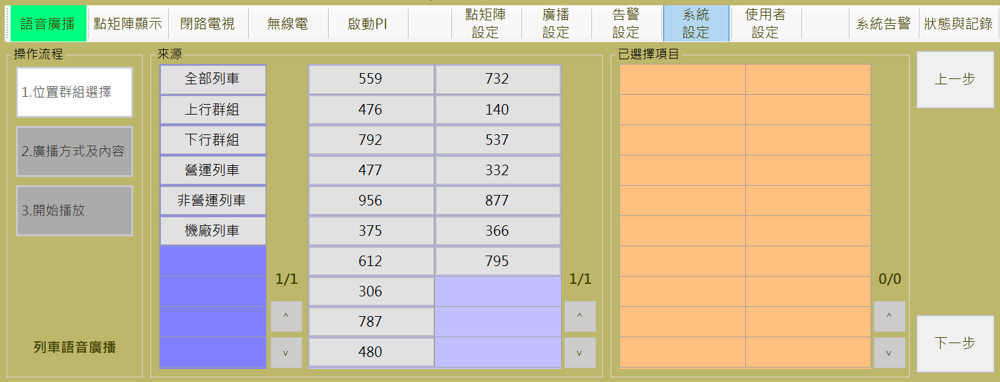 語音廣播
點矩陣顯示
閉路電視
無線電
啟動PI
點矩陣
設定
廣播
設定
告警
設定
系統
設定
使用者
設定
系統告警
狀態與記錄
操作流程
1.位置群組選擇
2.廣播方式及內容
3.開始播放
列車語音廣播
來源
全部列車
上行群組
下行群組
營運列車
非營運列車
機廠列車
1/1
^
v
559 732
476 140
792 537
477 332
956 877
375 366
612 795
306
787
480
1/1
^
v
已選擇項目
0/0
^
v
上一步
下一步